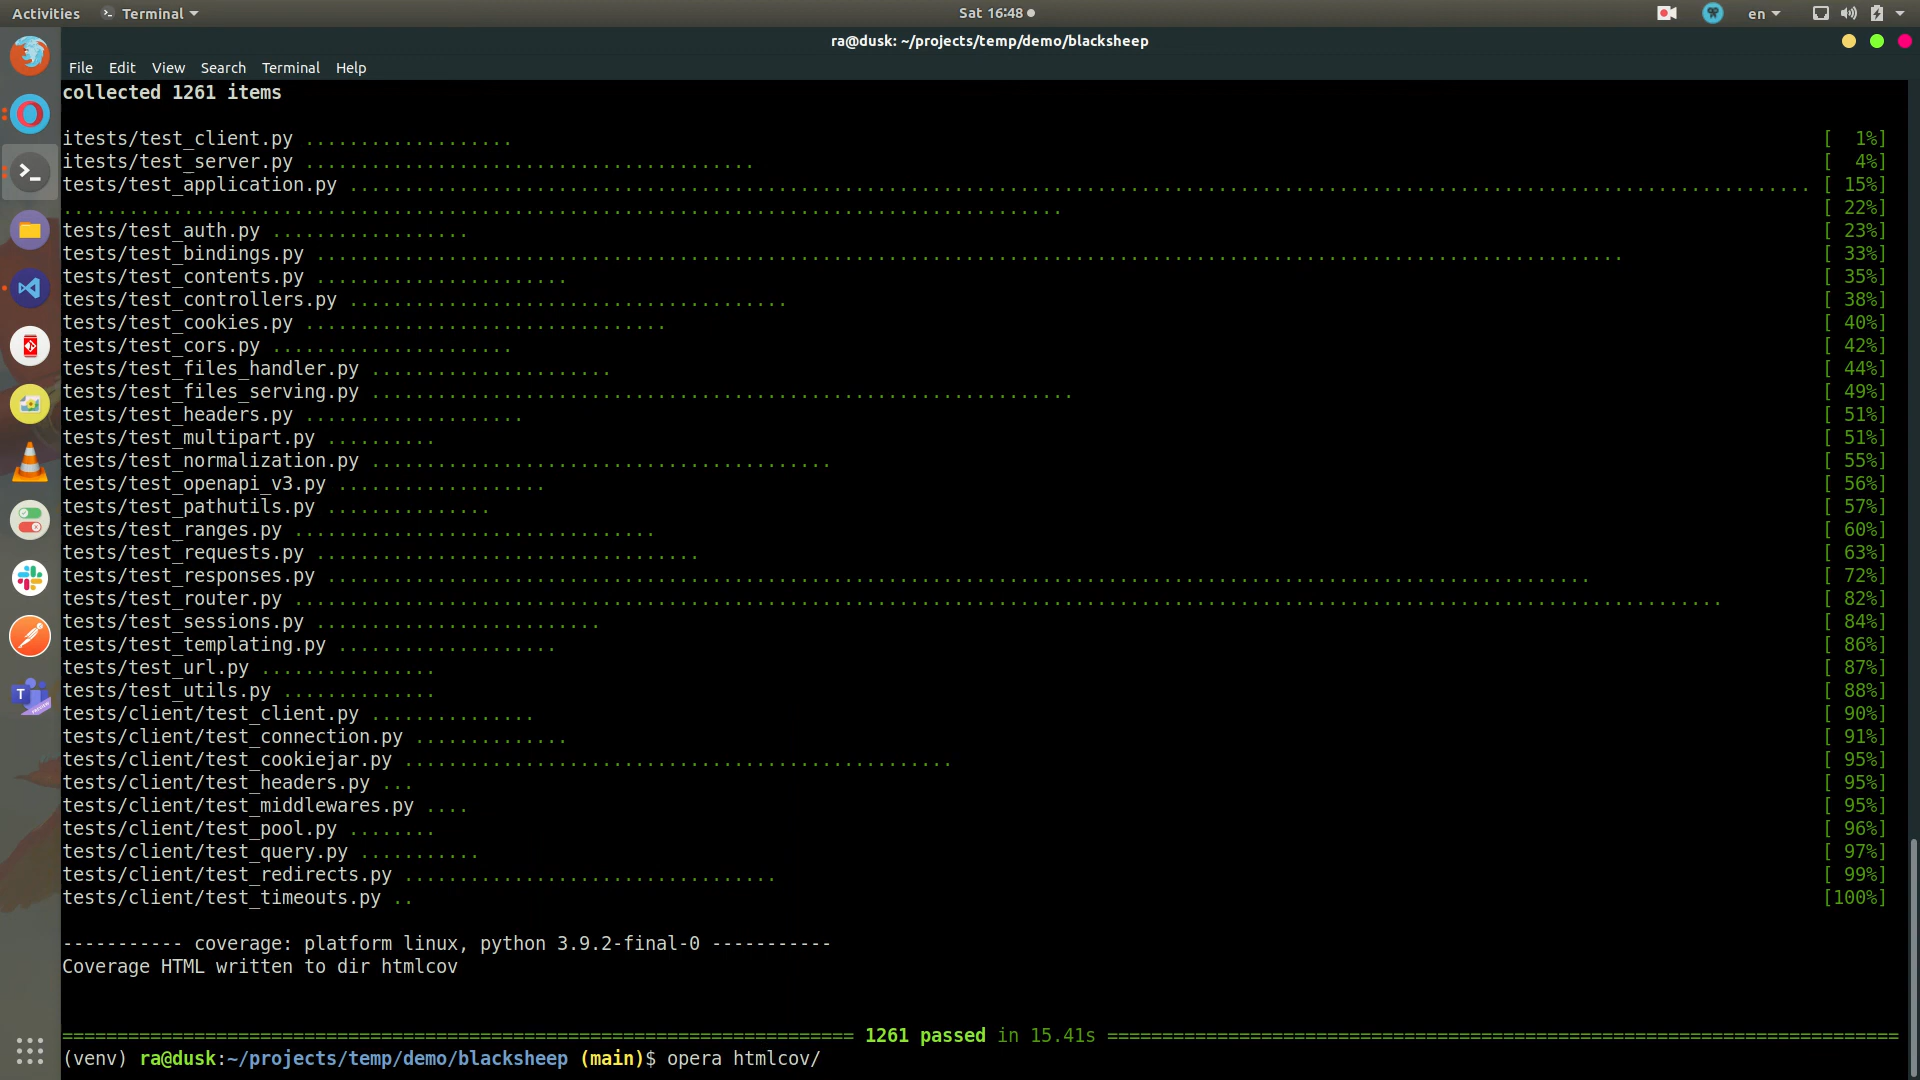 Activities Terminal Sat 16:48 en
ra@dusk: ~/projects/temp/demo/blacksheep
File Edit View Search Terminal Help
collected 1261 items
itests/test_client.py ................... [  1%]
itests/test_server.py ......................................... [  4%]
tests/test_application.py ..................................................................................................................................... [ 15%]
........................................................................................... [ 22%]
tests/test_auth.py .................. [ 23%]
tests/test_bindings.py ....................................................................................................................... [ 33%]
tests/test_contents.py ....................... [ 35%]
tests/test_controllers.py ........................................ [ 38%]
tests/test_cookies.py ................................. [ 40%]
tests/test_cors.py ...................... [ 42%]
tests/test_files_handler.py ...................... [ 44%]
tests/test_files_serving.py ................................................................ [ 49%]
tests/test_headers.py .................... [ 51%]
tests/test_multipart.py .......... [ 51%]
tests/test_normalization.py .......................................... [ 55%]
tests/test_openapi_v3.py ................... [ 56%]
tests/test_pathutils.py ............... [ 57%]
tests/test_ranges.py ................................. [ 60%]
tests/test_requests.py ................................... [ 63%]
tests/test_responses.py ................................................................................................................... [ 72%]
tests/test_router.py .................................................................................................................................. [ 82%]
tests/test_sessions.py .......................... [ 84%]
tests/test_templating.py .................... [ 86%]
tests/test_url.py ................ [ 87%]
tests/test_utils.py .............. [ 88%]
tests/client/test_client.py ............... [ 90%]
tests/client/test_connection.py .............. [ 91%]
tests/client/test_cookiejar.py .................................................. [ 95%]
tests/client/test_headers.py ... [ 95%]
tests/client/test_middlewares.py .... [ 95%]
tests/client/test_pool.py ........ [ 96%]
tests/client/test_query.py ........... [ 97%]
tests/client/test_redirects.py .................................. [ 99%]
tests/client/test_timeouts.py .. [100%]
----------- coverage: platform linux, python 3.9.2-final-0 -----------
Coverage HTML written to dir htmlcov
======================================================================== 1261 passed in 15.41s ========================================================================
(venv) ra@dusk:~/projects/temp/demo/blacksheep (main)$ opera htmlcov/